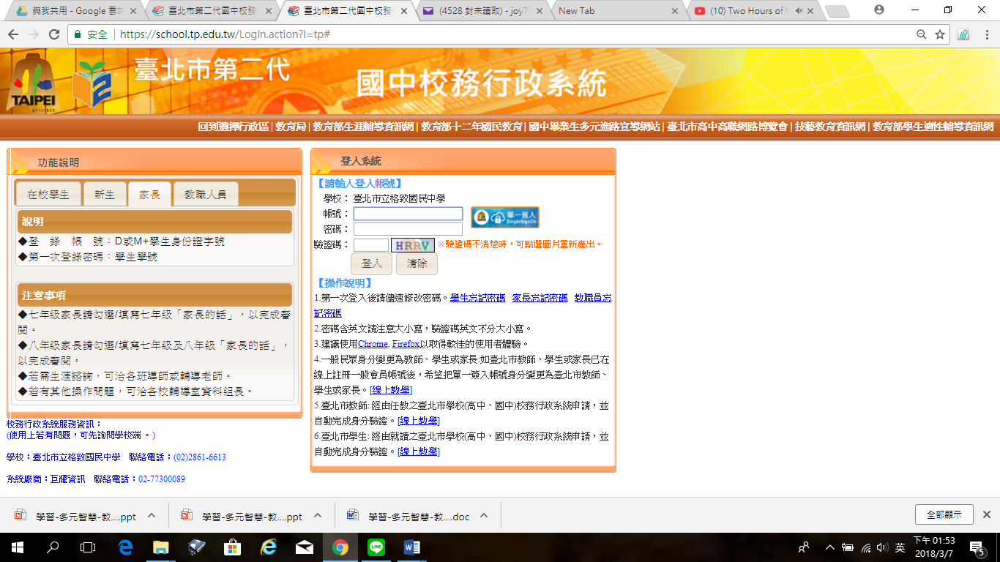 與我共用 - Google 雲端
臺北市第二代國中校務
臺北市第二代國中校務
(4528 封未讀取) - joy7
New Tab
(10) Two Hours of
安全 https://school.tp.edu.tw/Login.action?l=tp#
TAIPEI
臺北市第二代
國中校務行政系統
回到選擇行政區 | 教育局 | 教育部生涯輔導資訊網 | 教育部十二年國民教育 | 國中畢業生多元進路宣導網站 | 臺北市高中高職網路博覽會 | 技藝教育資訊網 | 教育部學生適性輔導資訊網
功能說明
在校學生 新生 家長 教職人員
說明
◆登 錄 帳 號：D或M+學生身份證字號
◆第一次登錄密碼：學生學號
注意事項
◆七年級家長請勾選/填寫七年級「家長的話」，以完成審
閱。
◆八年級家長請勾選/填寫七年級及八年級「家長的話」，
以完成審閱。
◆若需生涯諮詢，可洽各班導師或輔導老師。
◆若有其他操作問題，可洽各校輔導室資料組長。
校務行政系統服務資訊：
(使用上若有問題，可先詢問學校端。)
學校：臺北市立格致國民中學 聯絡電話：(02)2861-6613
系統廠商：巨耀資訊 聯絡電話：02-77300089
登入系統
【請輸入登入帳號】
學校： 臺北市立格致國民中學
帳號：
單一簽入
SingleSignOn
密碼：
驗證碼： HRRV ※驗證碼不清楚時，可點選圖片重新產出。
登入 清除
【操作說明】
1.第一次登入後請儘速修改密碼。學生忘記密碼 家長忘記密碼 教職員忘
記密碼
2.密碼含英文請注意大小寫，驗證碼英文不分大小寫。
3.建議使用Chrome, Firefox以取得較佳的使用者體驗。
4.一般民眾身分變更為教師、學生或家長:如臺北市教師、學生或家長已在
線上註冊一般會員帳號後，希望把單一簽入帳號身分變更為臺北市教師、
學生或家長。[線上教學]
5.臺北市教師: 經由任教之臺北市學校(高中、國中)校務行政系統申請，並
自動完成身分驗證。[線上教學]
6.臺北市學生: 經由就讀之臺北市學校(高中、國中)校務行政系統申請，並
自動完成身分驗證。[線上教學]
學習-多元智慧-教....ppt
學習-多元智慧-教....ppt
學習-多元智慧-教....doc
全部顯示
英
下午 01:53
2018/3/7
5